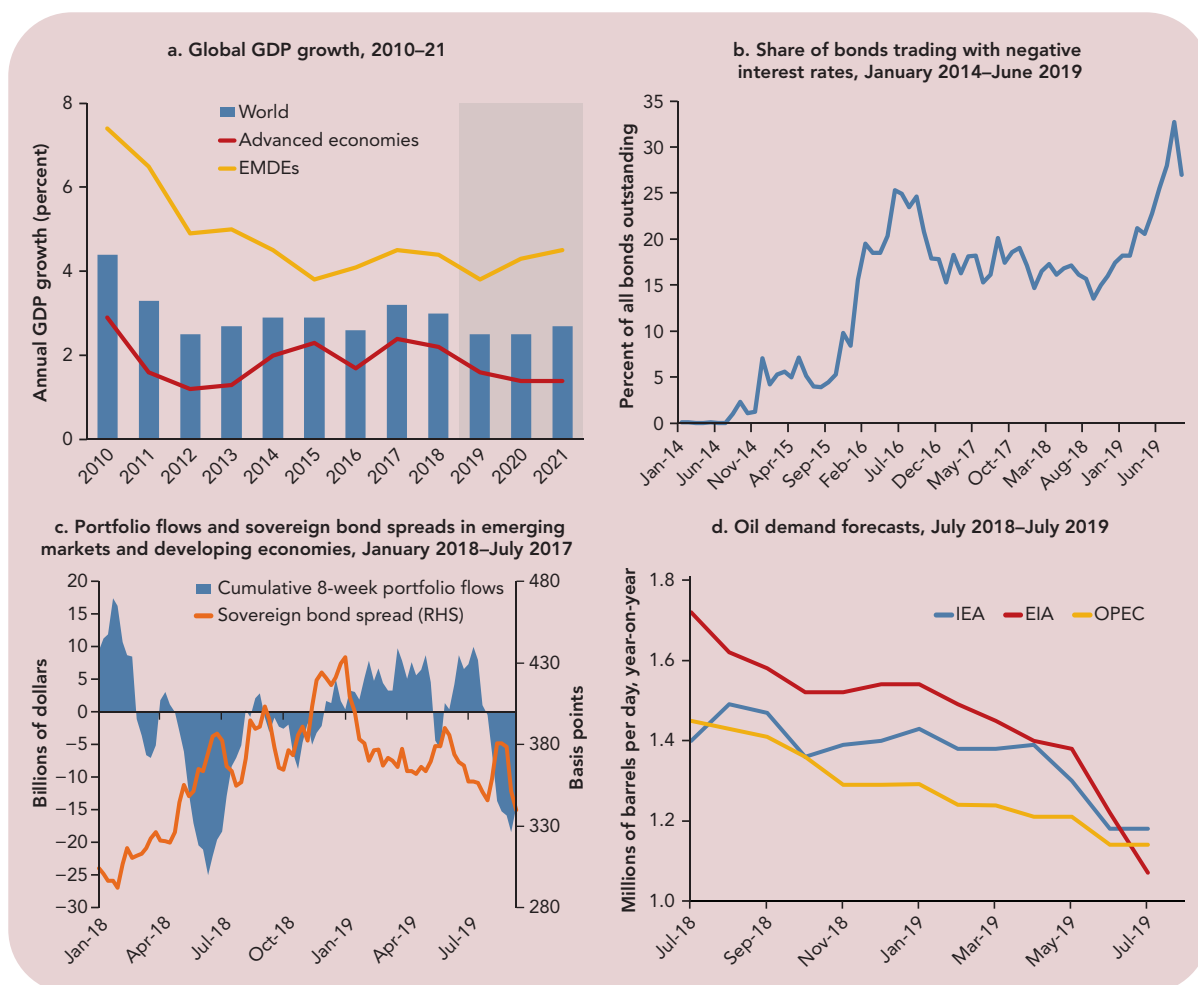 a. Global GDP growth, 2010–21
Annual GDP growth (percent)
8
6
4
2
0
World
Advanced economies
EMDEs
2010
2011
2012
2013
2014
2015
2016
2017
2018
2019
2020
2021
b. Share of bonds trading with negative
interest rates, January 2014–June 2019
Percent of all bonds outstanding
35
30
25
20
15
10
5
0
Jan-14
Jun-14
Nov-14
Apr-15
Sep-15
Feb-16
Jul-16
Dec-16
May-17
Oct-17
Mar-18
Aug-18
Jan-19
Jun-19
c. Portfolio flows and sovereign bond spreads in emerging
markets and developing economies, January 2018–July 2017
Billions of dollars
20
15
10
5
0
−5
−10
−15
−20
−25
−30
Cumulative 8-week portfolio flows
Sovereign bond spread (RHS)
480
430
380
330
280
Basis points
Jan-18
Apr-18
Jul-18
Oct-18
Jan-19
Apr-19
Jul-19
d. Oil demand forecasts, July 2018–July 2019
Millions of barrels per day, year-on-year
1.8
1.6
1.4
1.2
1.0
IEA
EIA
OPEC
Jul-18
Sep-18
Nov-18
Jan-19
Mar-19
May-19
Jul-19